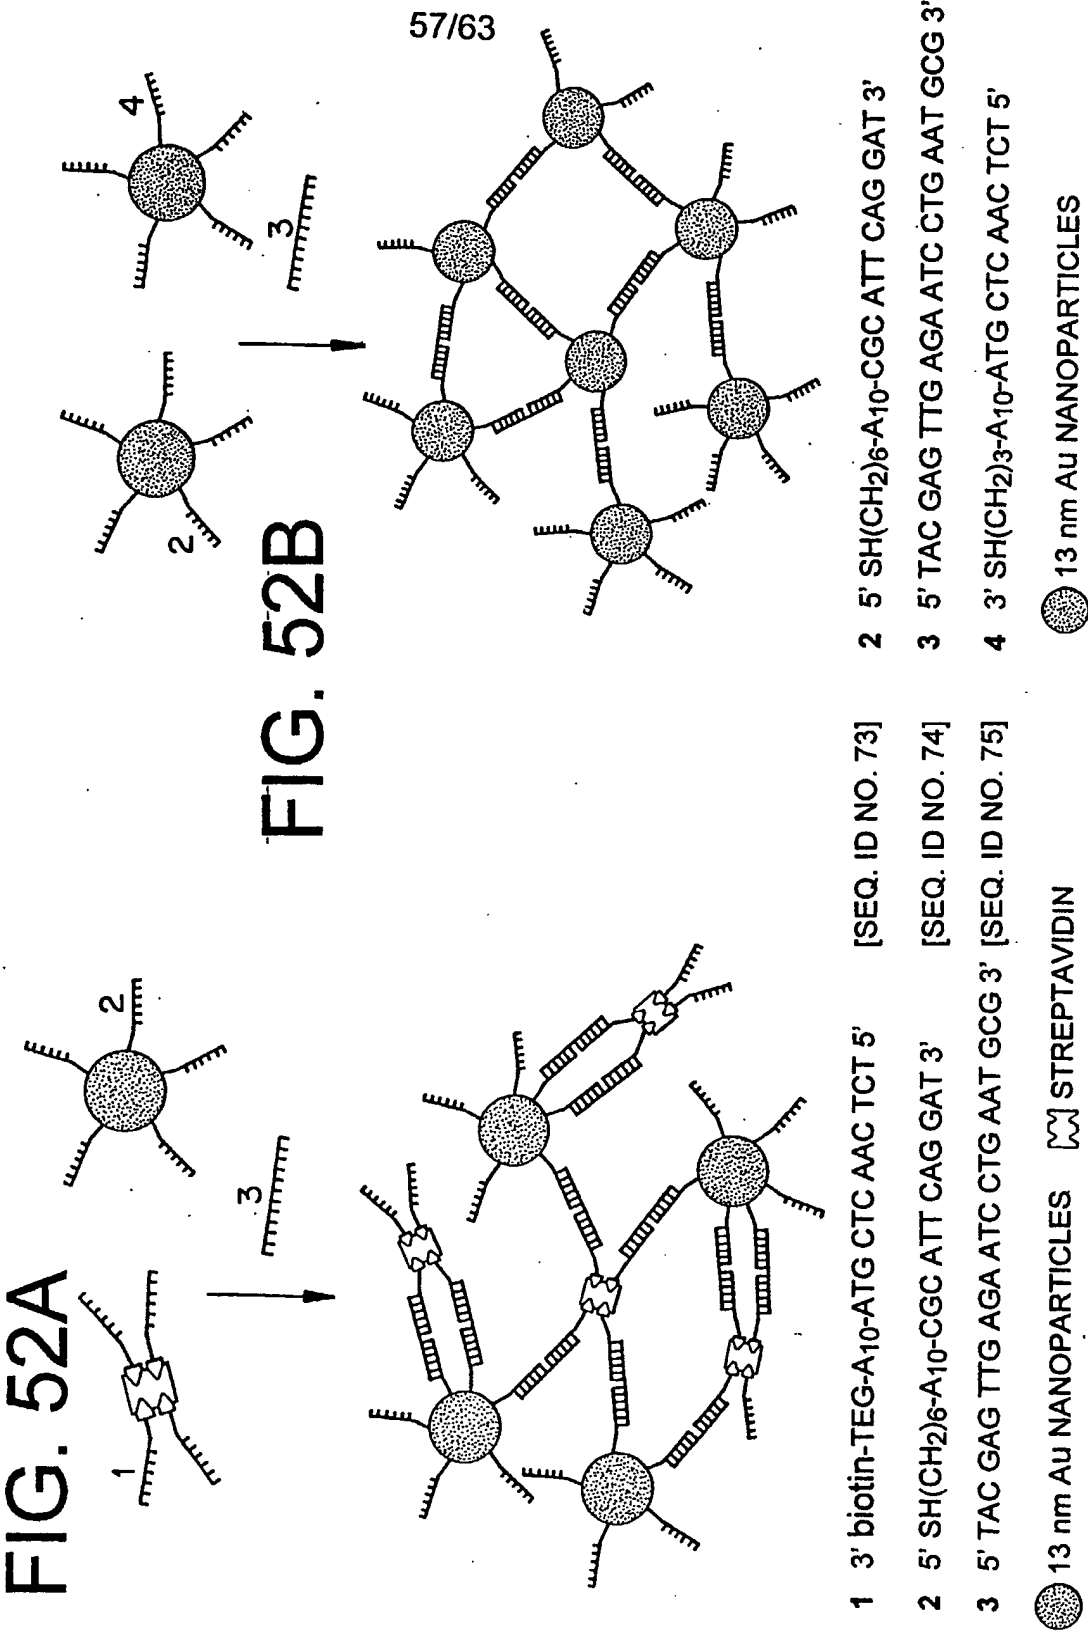 57/63
FIG. 52A
1
2
3
1 3' biotin-TEG-A10-ATG CTC AAC TCT 5' [SEQ. ID NO. 73]
2 5' SH(CH2)6-A10-CGC ATT CAG GAT 3' [SEQ. ID NO. 74]
3 5' TAC GAG TTG AGA ATC CTG AAT GCG 3' [SEQ. ID NO. 75]
13 nm Au NANOPARTICLES STREPTAVIDIN
FIG. 52B
2
4
3
2 5' SH(CH2)6-A10-CGC ATT CAG GAT 3'
3 5' TAC GAG TTG AGA ATC CTG AAT GCG 3'
4 3' SH(CH2)3-A10-ATG CTC AAC TCT 5'
13 nm Au NANOPARTICLES